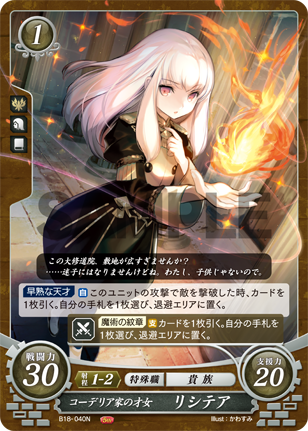 1
SAMPLE
この大修道院、敷地が広すぎませんか？
……迷子にはなりませんけどね。わたし、子供じゃないので。
早熟な天才 自 このユニットの攻撃で敵を撃破した時、カード
を1枚引く。自分の手札を1枚選び、退避エリアに置く。
魔術の紋章 支 カードを1枚引く。自分の手札
を1枚選び、退避エリアに置く。
戦闘力 30
射程 1-2 特殊職 貴族
支援力 20
コーデリア家の才女 リシテア
B18-040N
Illust：かわすみ